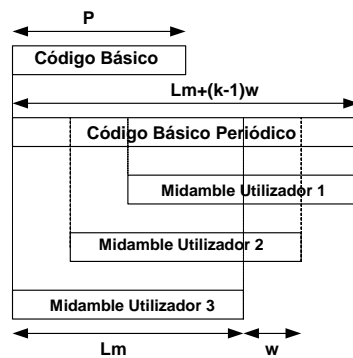 P
Código Básico
Lm+(k-1)w
Código Básico Periódico
Midamble Utilizador 1
Midamble Utilizador 2
Midamble Utilizador 3
Lm w